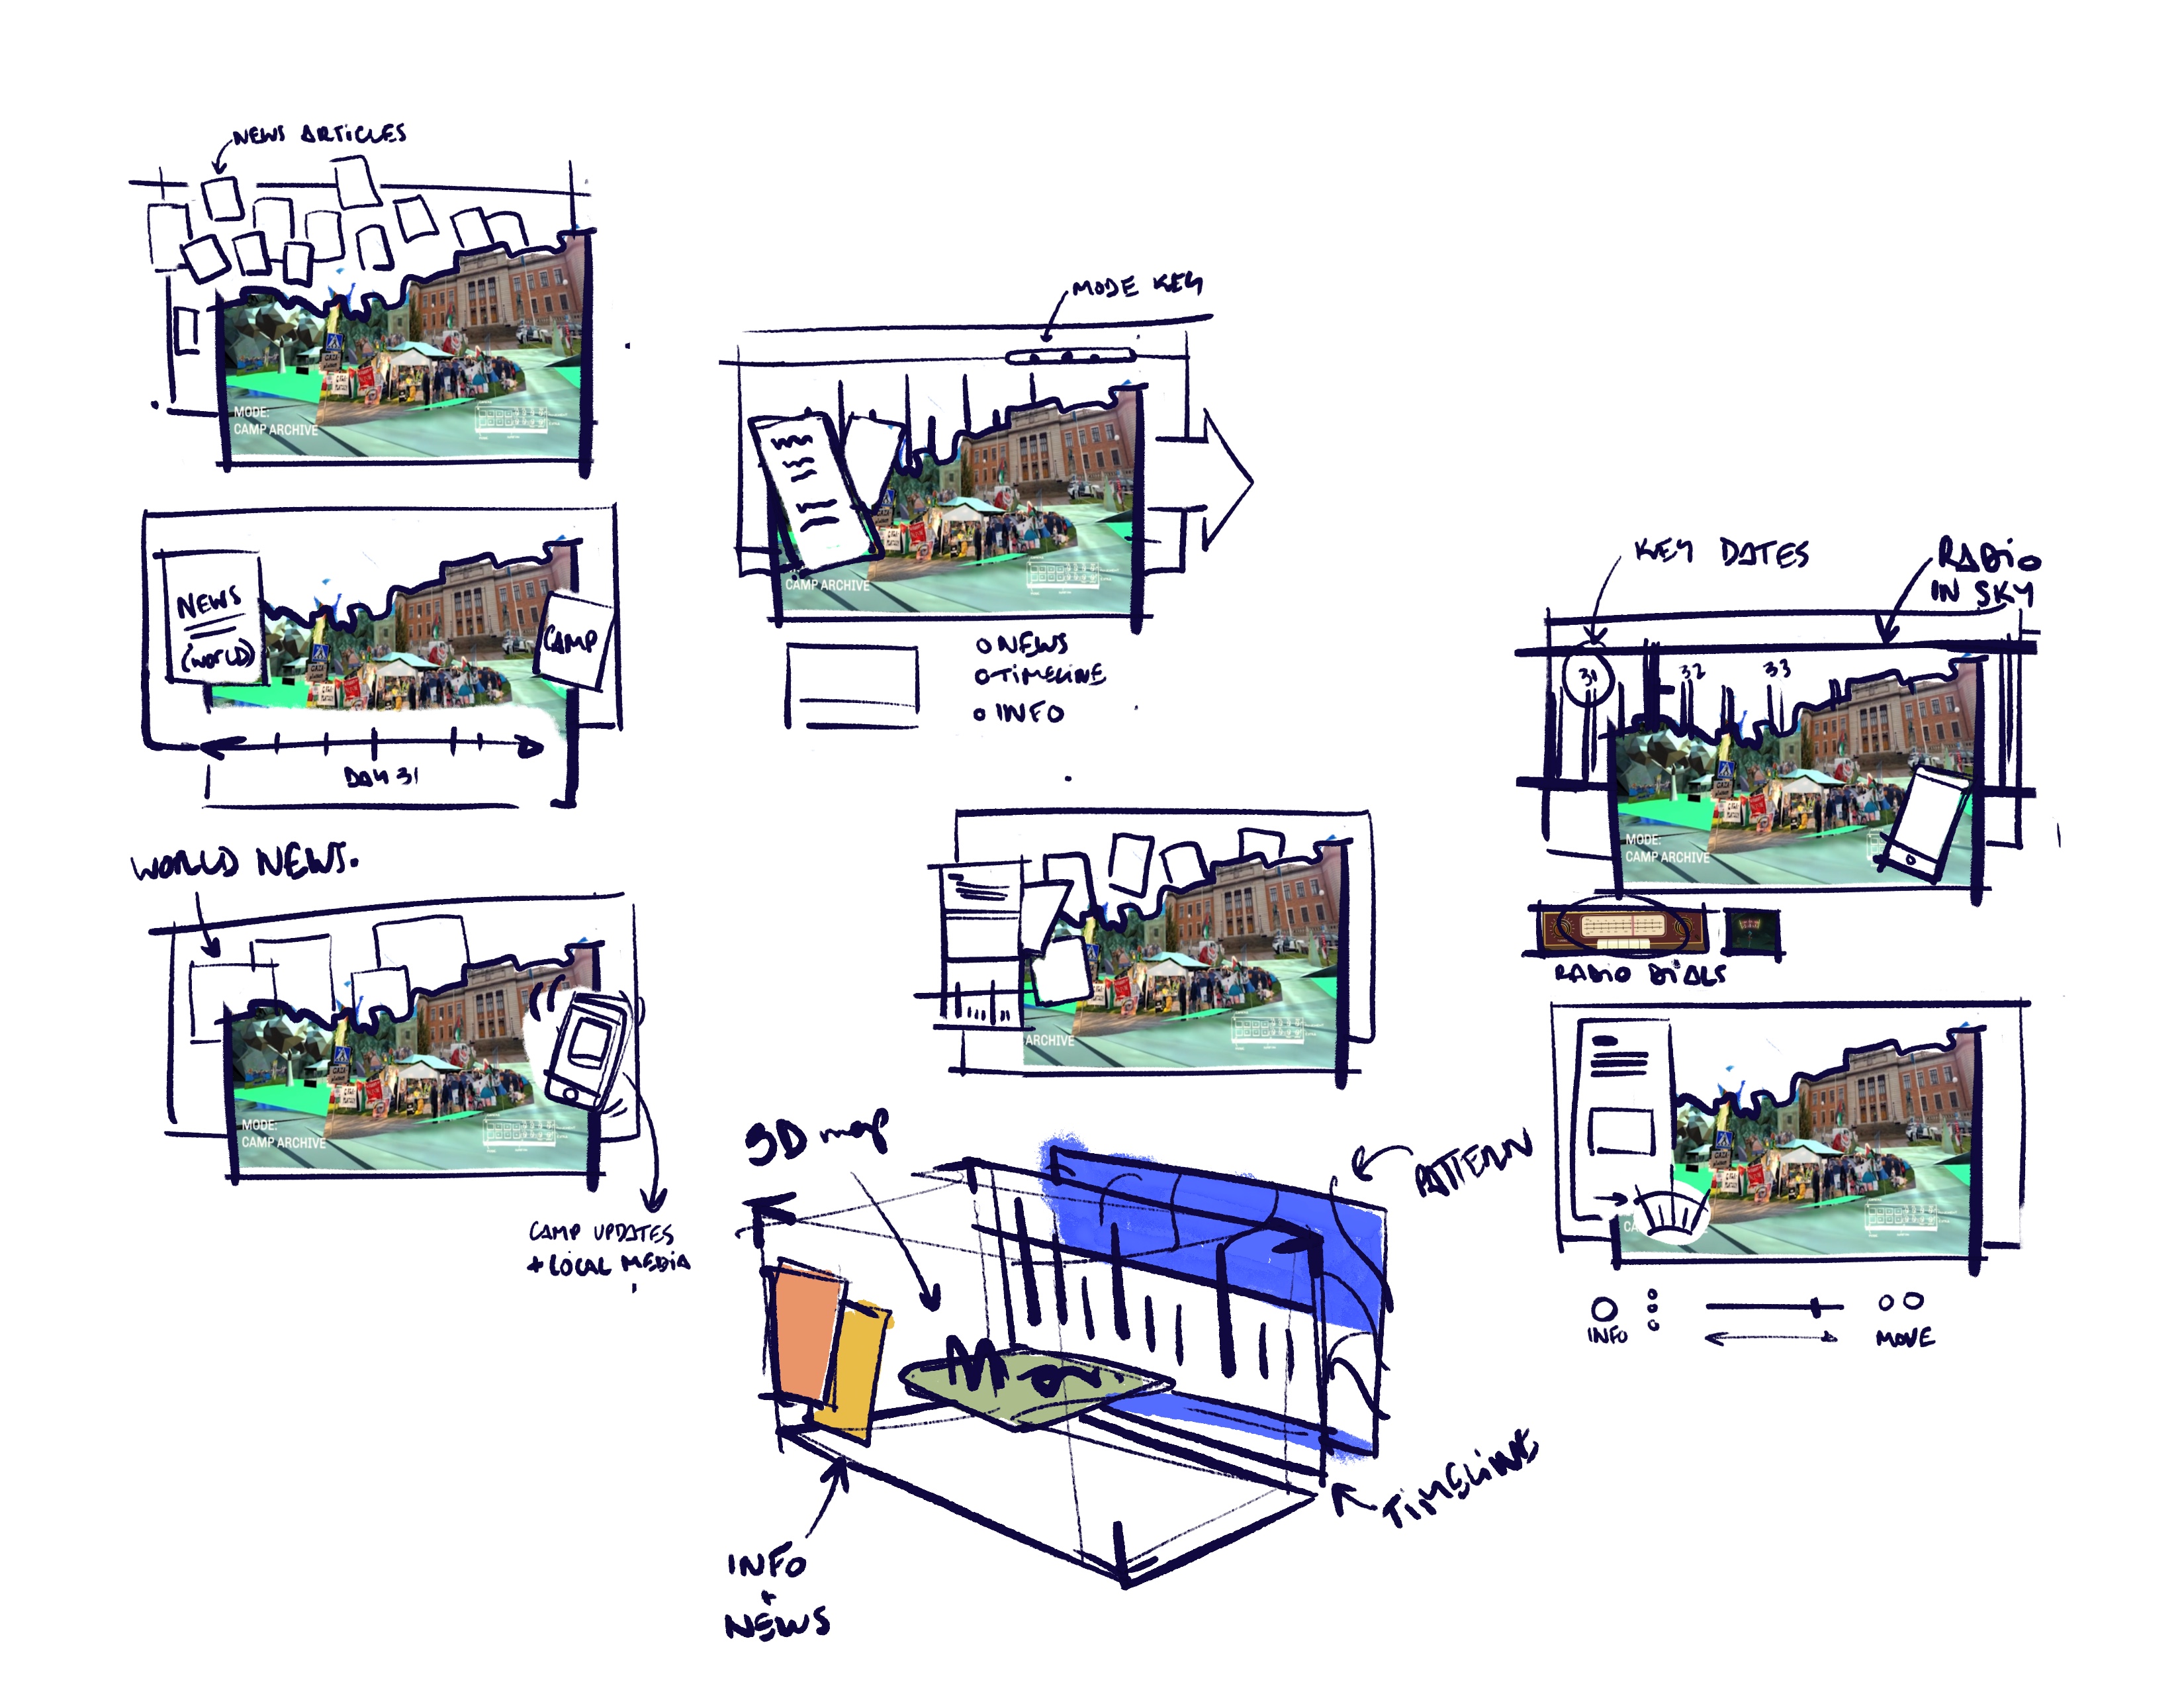 NEWS ARTICLES
MODE:
CAMP ARCHIVE
NEWS
(WORLD)
CAMP
DAY 31
WORLD NEWS.
MODE:
CAMP ARCHIVE
CAMP UPDATES
+ LOCAL MEDIA
MODE KEY
CAMP ARCHIVE
NEWS
TIMELINE
INFO
ARCHIVE
3D map
PATTERN
TIMELINE
INFO
+
NEWS
KEY DATES
RADIO
IN SKY
31
32
33
MODE:
CAMP ARCHIVE
RADIO DIALS
CA
INFO
MOVE